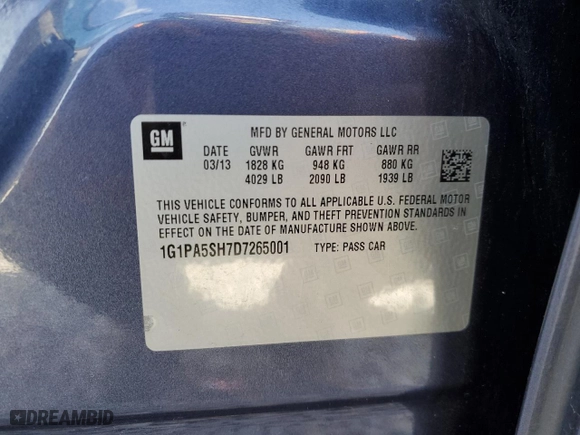 GM
MFD BY GENERAL MOTORS LLC
DATE GVWR GAWR FRT GAWR RR
03/13 1828 KG 948 KG 880 KG
4029 LB 2090 LB 1939 LB
THIS VEHICLE CONFORMS TO ALL APPLICABLE U.S. FEDERAL MOTOR
VEHICLE SAFETY, BUMPER, AND THEFT PREVENTION STANDARDS IN
EFFECT ON THE DATE OF MANUFACTURE SHOWN ABOVE.
1G1PA5SH7D7265001 TYPE: PASS CAR
DREAMBID